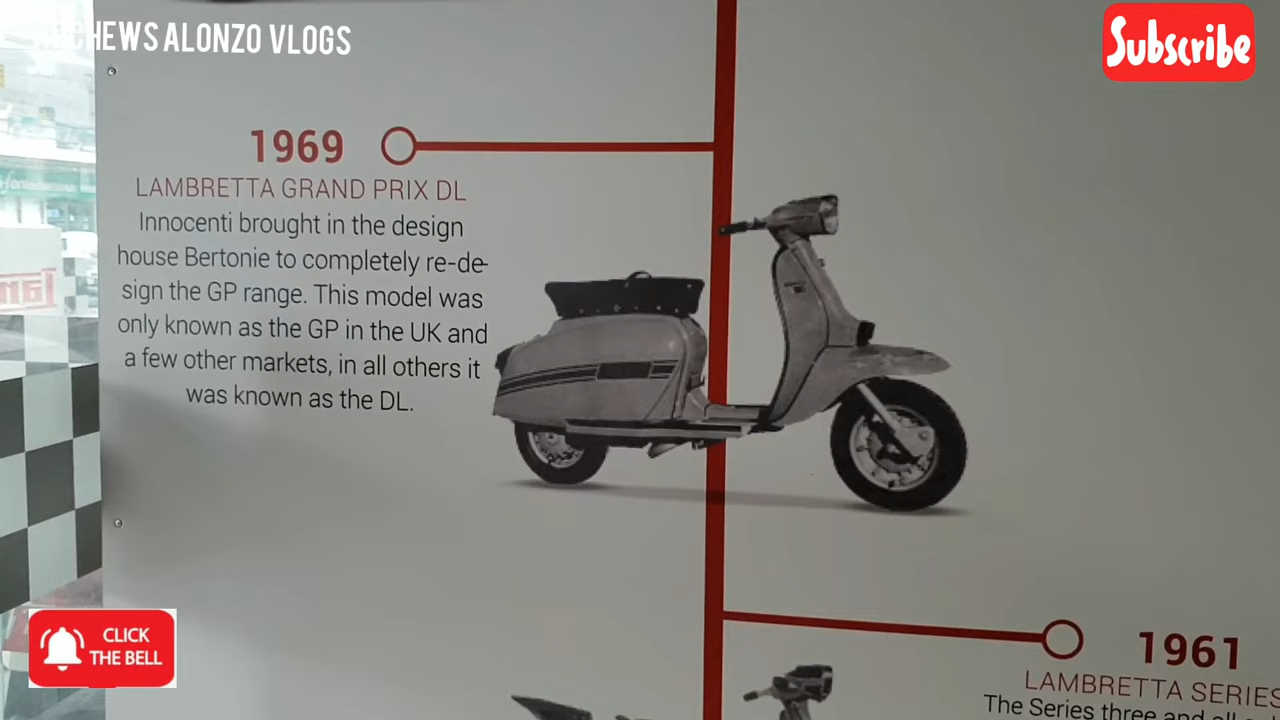 ALONZO VLOGS
Subscribe
1969
LAMBRETTA GRAND PRIX DL
Innocenti brought in the design
house Bertonie to completely re-de-
sign the GP range. This model was
only known as the GP in the UK and
a few other markets, in all others it
was known as the DL.
CLICK
THE BELL
1961
LAMBRETTA SERIES
The Series three and